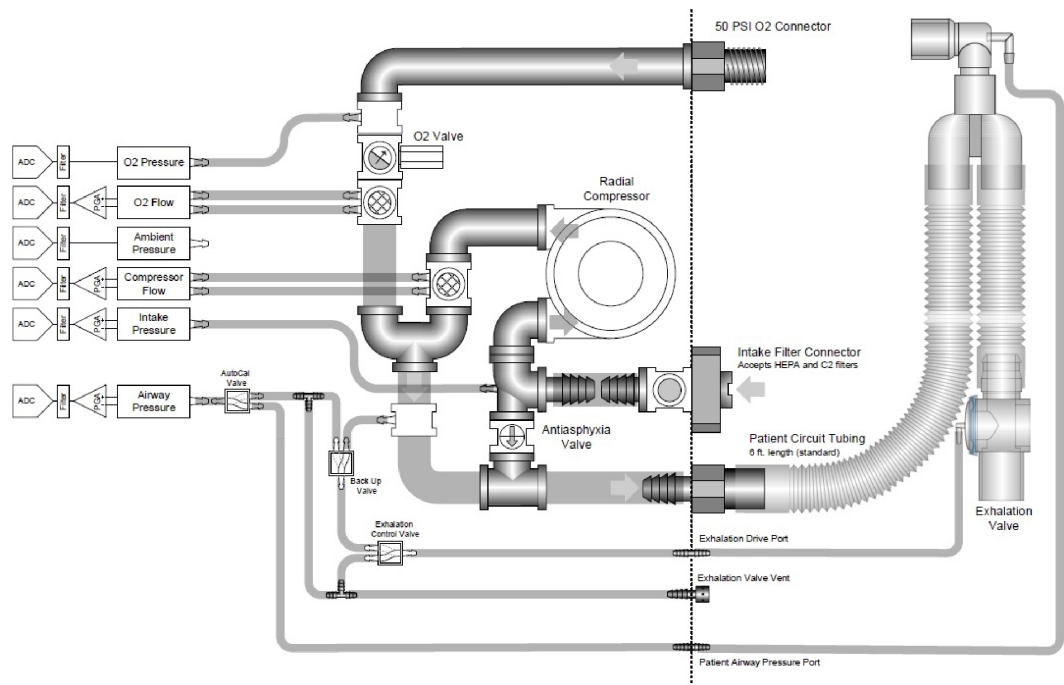 50 PSI O2 Connector
O2 Valve
ADC
Filter
O2 Pressure
Radial
Compressor
ADC
Filter
PGA
O2 Flow
ADC
Filter
Ambient
Pressure
ADC
Filter
PGA
Compressor
Flow
ADC
Filter
PGA
Intake
Pressure
Intake Filter Connector
Accepts HEPA and C2 filters
AutoCal
Valve
ADC
Filter
PGA
Airway
Pressure
Antiasphyxia
Valve
Patient Circuit Tubing
6 ft. length (standard)
Back Up
Valve
Exhalation
Valve
Exhalation
Control Valve
Exhalation Drive Port
Exhalation Valve Vent
Patient Airway Pressure Port